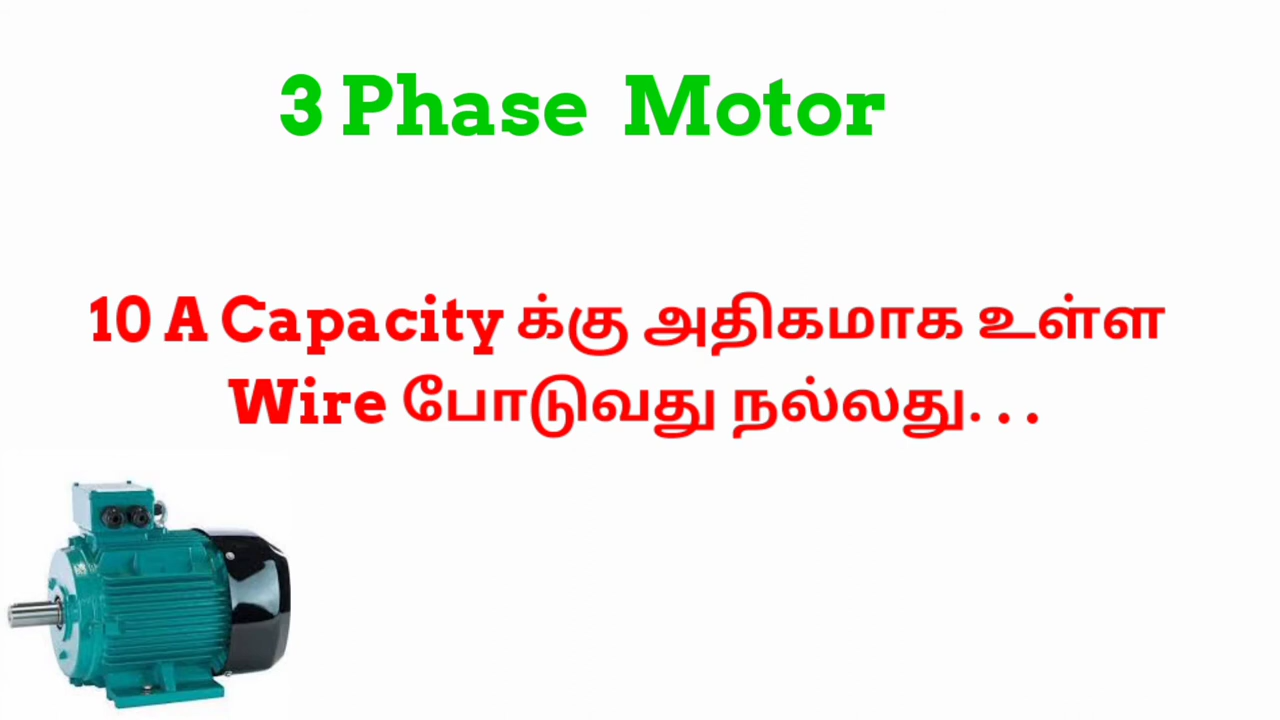 3 Phase Motor
10 A Capacity க்கு அதிகமாக உள்ள
Wire போடுவது நல்லது...